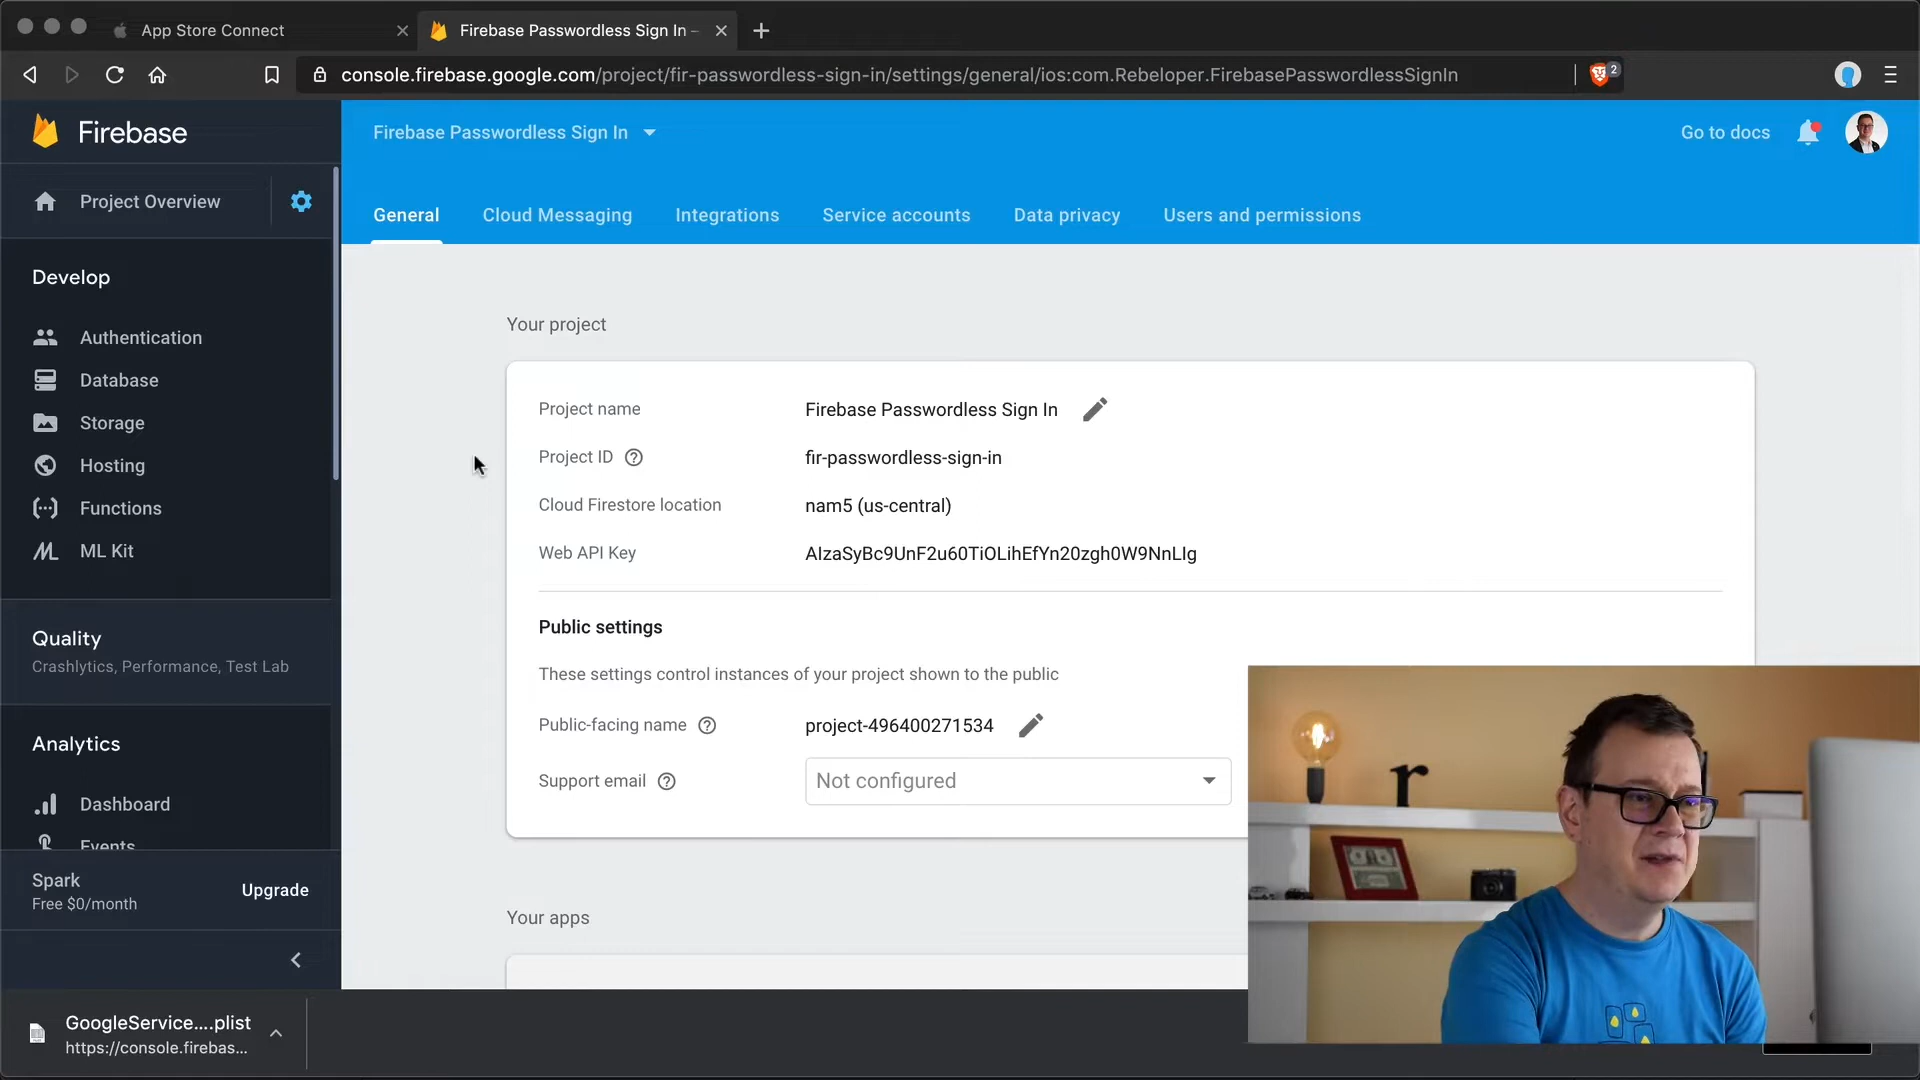 App Store Connect
Firebase Passwordless Sign In -
console.firebase.google.com/project/fir-passwordless-sign-in/settings/general/ios:com.Rebeloper.FirebasePasswordlessSignIn
2
Firebase
Firebase Passwordless Sign In
Go to docs
Project Overview
General
Cloud Messaging
Integrations
Service accounts
Data privacy
Users and permissions
Develop
Authentication
Database
Storage
Hosting
Functions
ML Kit
Quality
Crashlytics, Performance, Test Lab
Analytics
Dashboard
Events
Spark
Free $0/month
Upgrade
Your project
Project name
Firebase Passwordless Sign In
Project ID
fir-passwordless-sign-in
Cloud Firestore location
nam5 (us-central)
Web API Key
AIzaSyBc9UnF2u60TiOLihEfYn20zgh0W9NnLIg
Public settings
These settings control instances of your project shown to the public
Public-facing name
project-496400271534
Support email
Not configured
Your apps
r
GoogleService....plist
https://console.firebas...